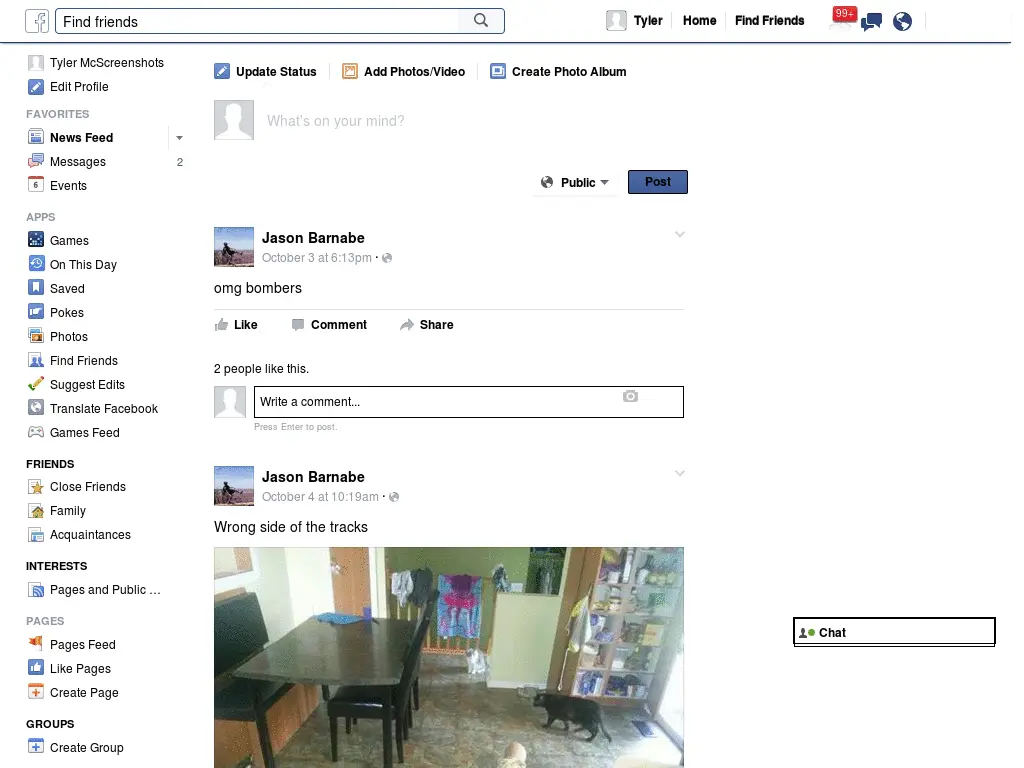 Find friends
Tyler
Home
Find Friends
99+
Tyler McScreenshots
Edit Profile
FAVORITES
News Feed
Messages
2
Events
6
APPS
Games
On This Day
Saved
Pokes
Photos
Find Friends
Suggest Edits
Translate Facebook
Games Feed
FRIENDS
Close Friends
Family
Acquaintances
INTERESTS
Pages and Public ...
PAGES
Pages Feed
Like Pages
Create Page
GROUPS
Create Group
Update Status
Add Photos/Video
Create Photo Album
What's on your mind?
Public
Post
Jason Barnabe
October 3 at 6:13pm ·
omg bombers
Like
Comment
Share
2 people like this.
Write a comment...
Press Enter to post.
Jason Barnabe
October 4 at 10:19am ·
Wrong side of the tracks
Chat